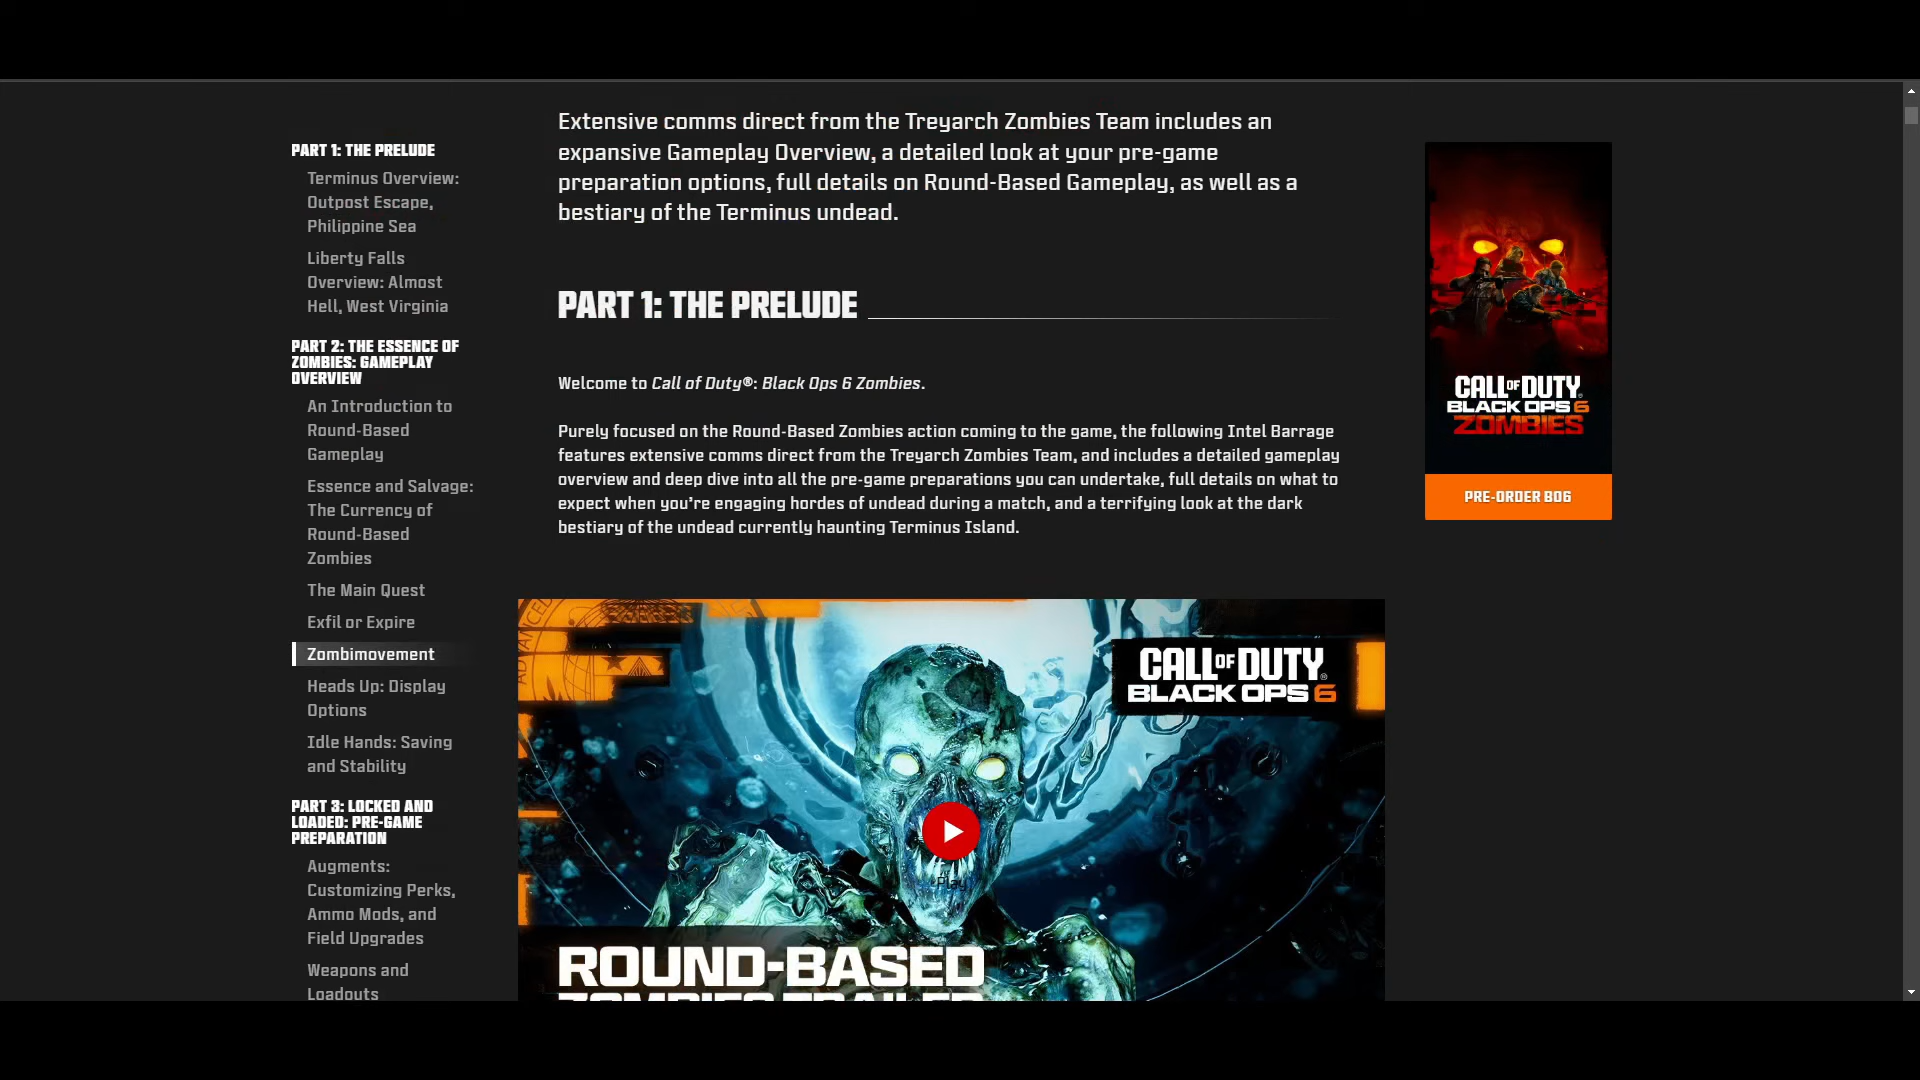 Extensive comms direct from the Treyarch Zombies Team includes an
expansive Gameplay Overview, a detailed look at your pre-game
preparation options, full details on Round-Based Gameplay, as well as a
bestiary of the Terminus undead.
PART 1: THE PRELUDE
Terminus Overview:
Outpost Escape,
Philippine Sea
Liberty Falls
Overview: Almost
Hell, West Virginia
PART 2: THE ESSENCE OF
ZOMBIES: GAMEPLAY
OVERVIEW
An Introduction to
Round-Based
Gameplay
Essence and Salvage:
The Currency of
Round-Based
Zombies
The Main Quest
Exfil or Expire
Zombimovement
Heads Up: Display
Options
Idle Hands: Saving
and Stability
PART 3: LOCKED AND
LOADED: PRE-GAME
PREPARATION
Augments:
Customizing Perks,
Ammo Mods, and
Field Upgrades
Weapons and
Loadouts
PART 1: THE PRELUDE
Welcome to Call of Duty®: Black Ops 6 Zombies.
Purely focused on the Round-Based Zombies action coming to the game, the following Intel Barrage
features extensive comms direct from the Treyarch Zombies Team, and includes a detailed gameplay
overview and deep dive into all the pre-game preparations you can undertake, full details on what to
expect when you're engaging hordes of undead during a match, and a terrifying look at the dark
bestiary of the undead currently haunting Terminus Island.
ADVANCED
CALL OF DUTY®
BLACK OPS 6
Play
ROUND-BASED
ZOMBIES TRAILER
CALL OF DUTY®
BLACK OPS 6
ZOMBIES
PRE-ORDER BO6